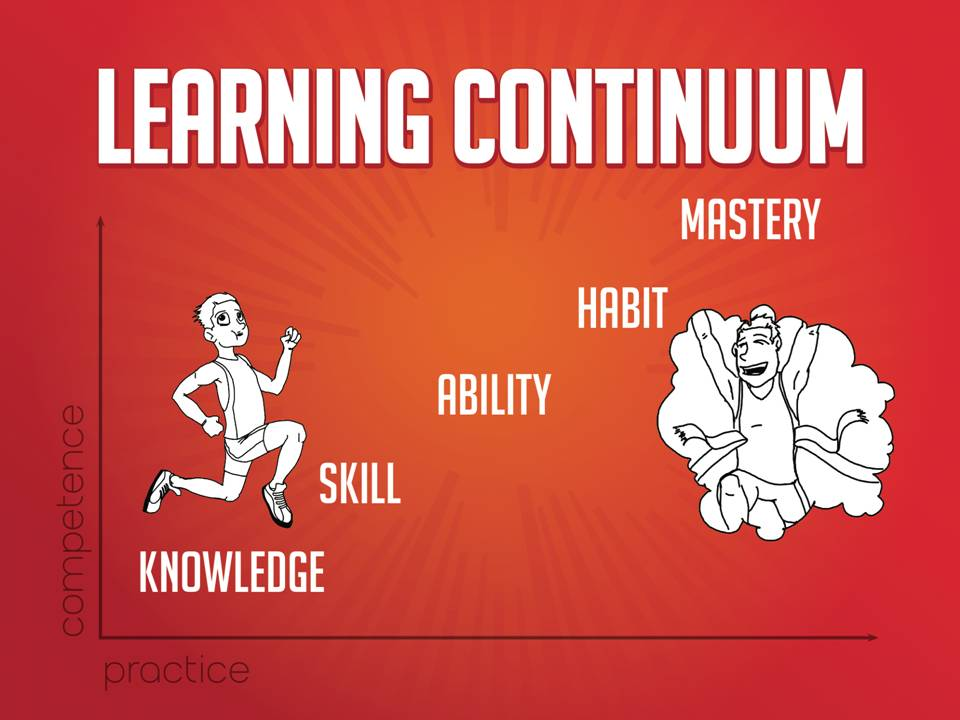 LEARNING CONTINUUM
MASTERY
HABIT
ABILITY
SKILL
KNOWLEDGE
competence
practice